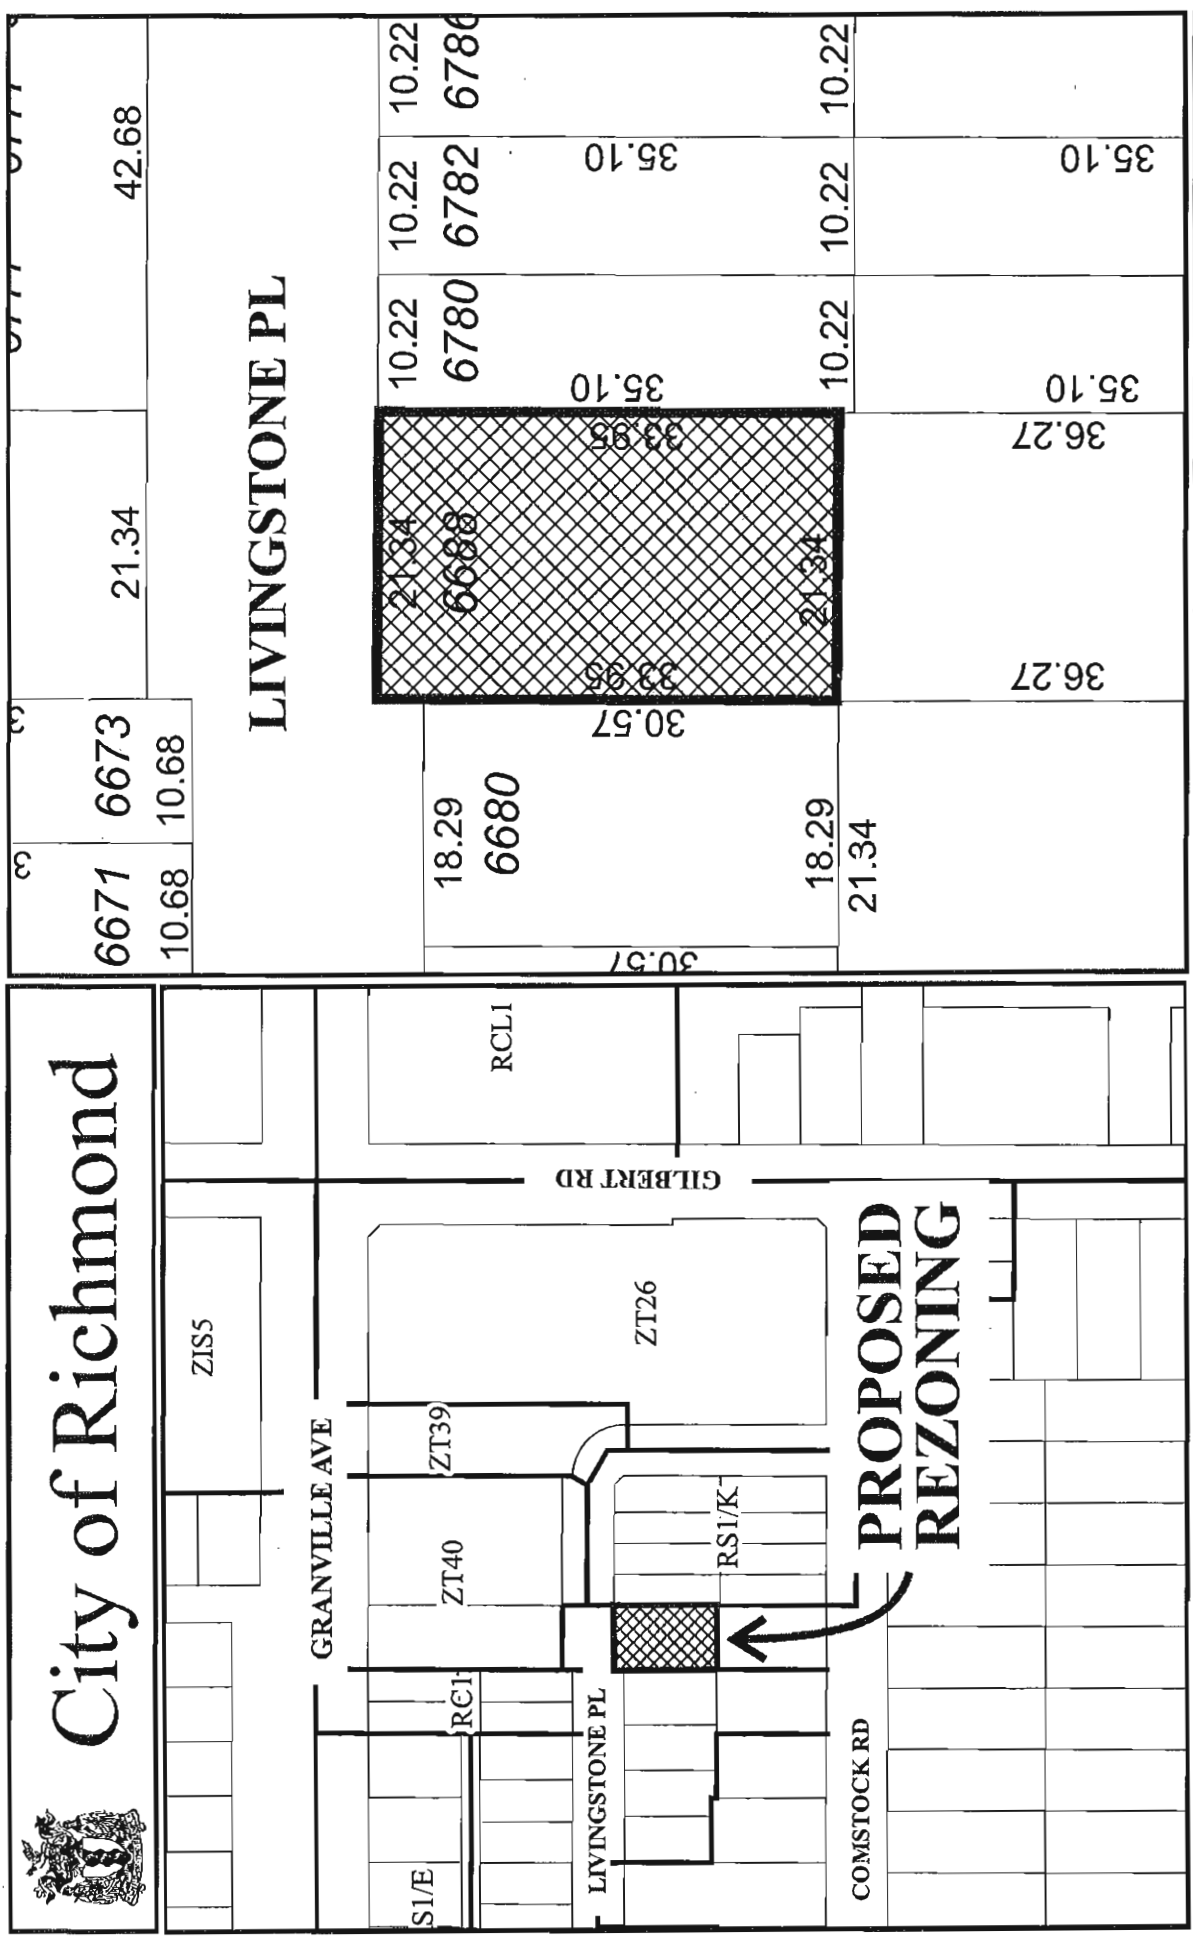 City of Richmond
ZIS5
GRANVILLE AVE
RCL1
GILBERT RD
ZT39
ZT40
ZT26
RC1
S1/E
RS1/K
LIVINGSTONE PL
COMSTOCK RD
PROPOSED
REZONING
6671
6673
10.68
10.68
21.34
42.68
LIVINGSTONE PL
18.29
6680
21.34
6688
10.22
10.22
10.22
6780
6782
6786
30.57
30.57
33.95
33.95
35.10
35.10
18.29
21.34
21.34
10.22
10.22
10.22
36.27
36.27
35.10
35.10